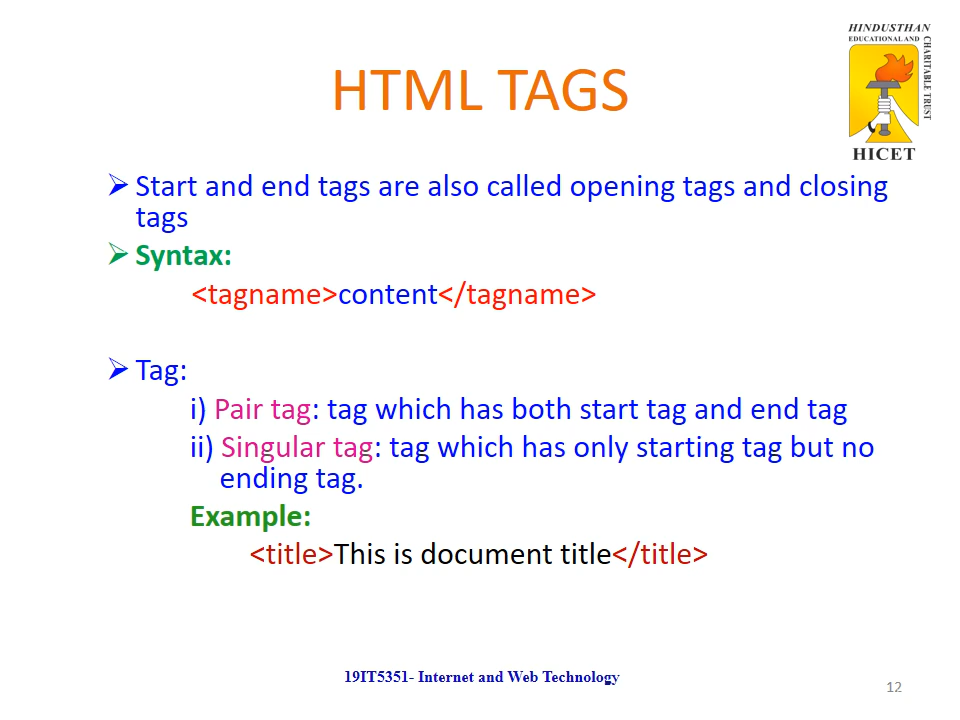 HINDUSTHAN
EDUCATIONAL AND
CHARITABLE TRUST
HICET
HTML TAGS
Start and end tags are also called opening tags and closing
tags
Syntax:
<tagname>content</tagname>
Tag:
i) Pair tag: tag which has both start tag and end tag
ii) Singular tag: tag which has only starting tag but no
ending tag.
Example:
<title>This is document title</title>
19IT5351- Internet and Web Technology
12